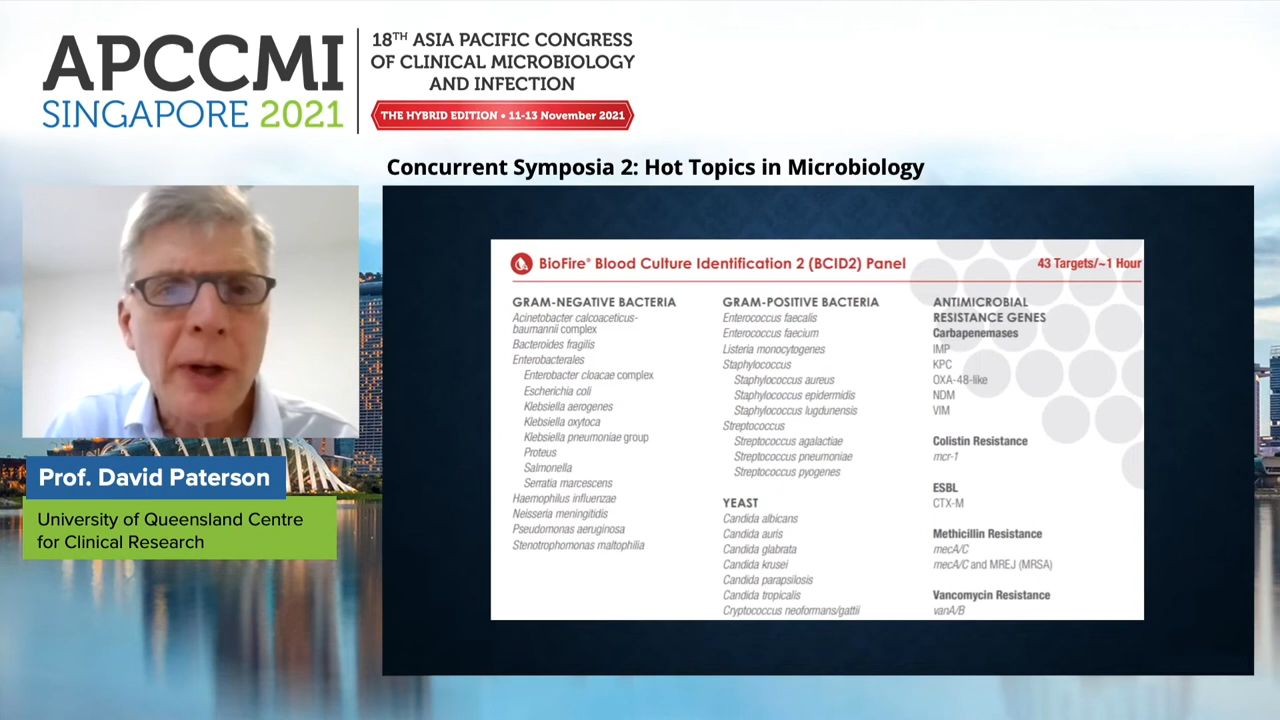 APCCMI
SINGAPORE 2021
18TH ASIA PACIFIC CONGRESS
OF CLINICAL MICROBIOLOGY
AND INFECTION
THE HYBRID EDITION • 11-13 November 2021
Concurrent Symposia 2: Hot Topics in Microbiology
Prof. David Paterson
University of Queensland Centre
for Clinical Research
BioFire® Blood Culture Identification 2 (BCID2) Panel
43 Targets/~1 Hour
GRAM-NEGATIVE BACTERIA
Acinetobacter calcoaceticus-
baumannii complex
Bacteroides fragilis
Enterobacterales
Enterobacter cloacae complex
Escherichia coli
Klebsiella aerogenes
Klebsiella oxytoca
Klebsiella pneumoniae group
Proteus
Salmonella
Serratia marcescens
Haemophilus influenzae
Neisseria meningitidis
Pseudomonas aeruginosa
Stenotrophomonas maltophilia
GRAM-POSITIVE BACTERIA
Enterococcus faecalis
Enterococcus faecium
Listeria monocytogenes
Staphylococcus
Staphylococcus aureus
Staphylococcus epidermidis
Staphylococcus lugdunensis
Streptococcus
Streptococcus agalactiae
Streptococcus pneumoniae
Streptococcus pyogenes
YEAST
Candida albicans
Candida auris
Candida glabrata
Candida krusei
Candida parapsilosis
Candida tropicalis
Cryptococcus neoformans/gattii
ANTIMICROBIAL
RESISTANCE GENES
Carbapenemases
IMP
KPC
OXA-48-like
NDM
VIM
Colistin Resistance
mcr-1
ESBL
CTX-M
Methicillin Resistance
mecA/C
mecA/C and MREJ (MRSA)
Vancomycin Resistance
vanA/B